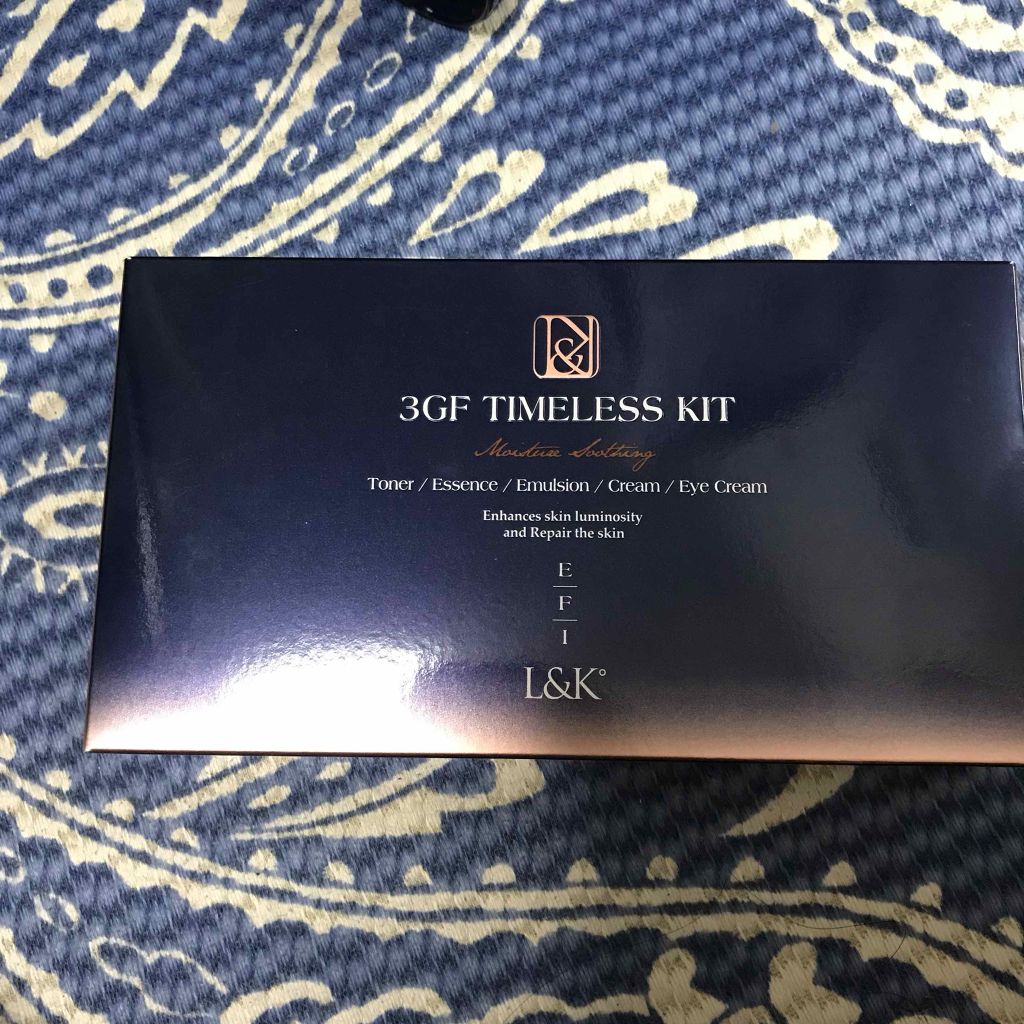 L&K
3GF TIMELESS KIT
Moisture Soothing
Toner / Essence / Emulsion / Cream / Eye Cream
Enhances skin luminosity
and Repair the skin
E
F
I
L&K°